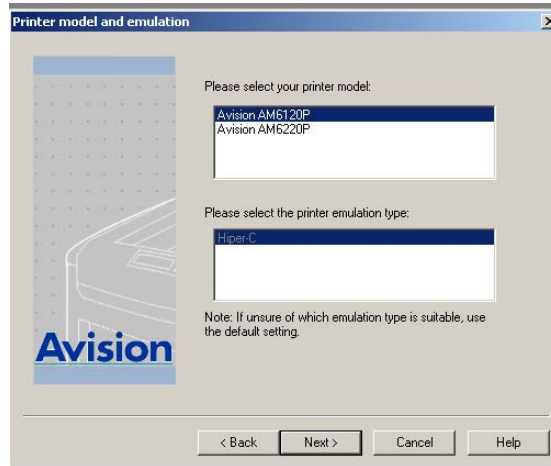 Printer model and emulation
Please select your printer model:
Avision AM6120P
Avision AM6220P
Please select the printer emulation type:
Hiper-C
Note: If unsure of which emulation type is suitable, use
the default setting.
Avision
< Back
Next >
Cancel
Help